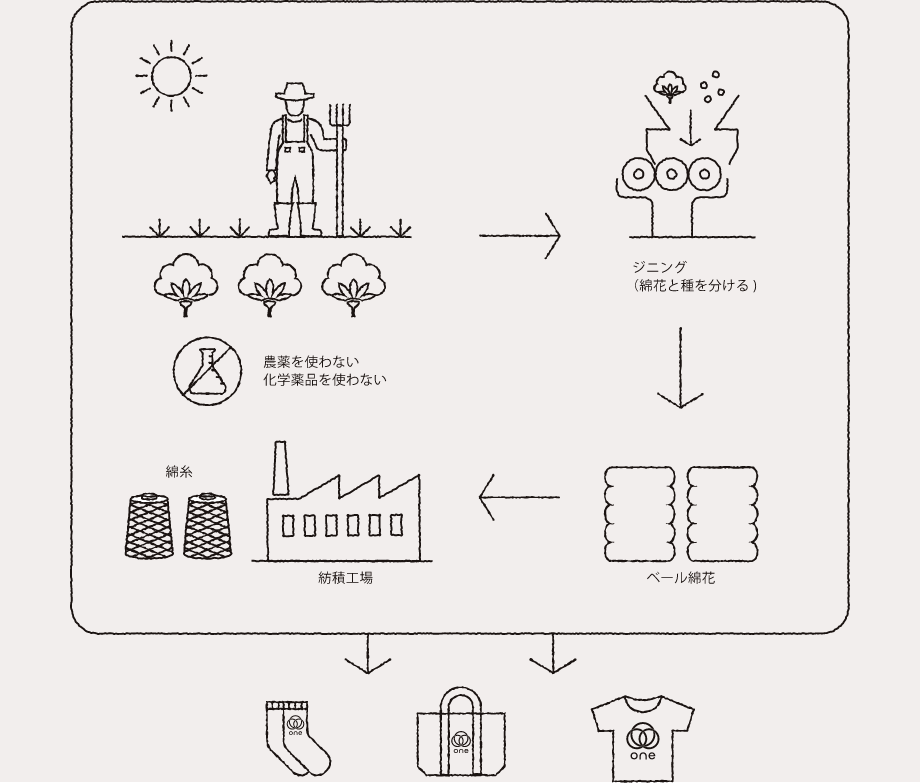 ジニング
（綿花と種を分ける）
農薬を使わない
化学薬品を使わない
綿糸
紡積工場
ベール綿花
one
one
one